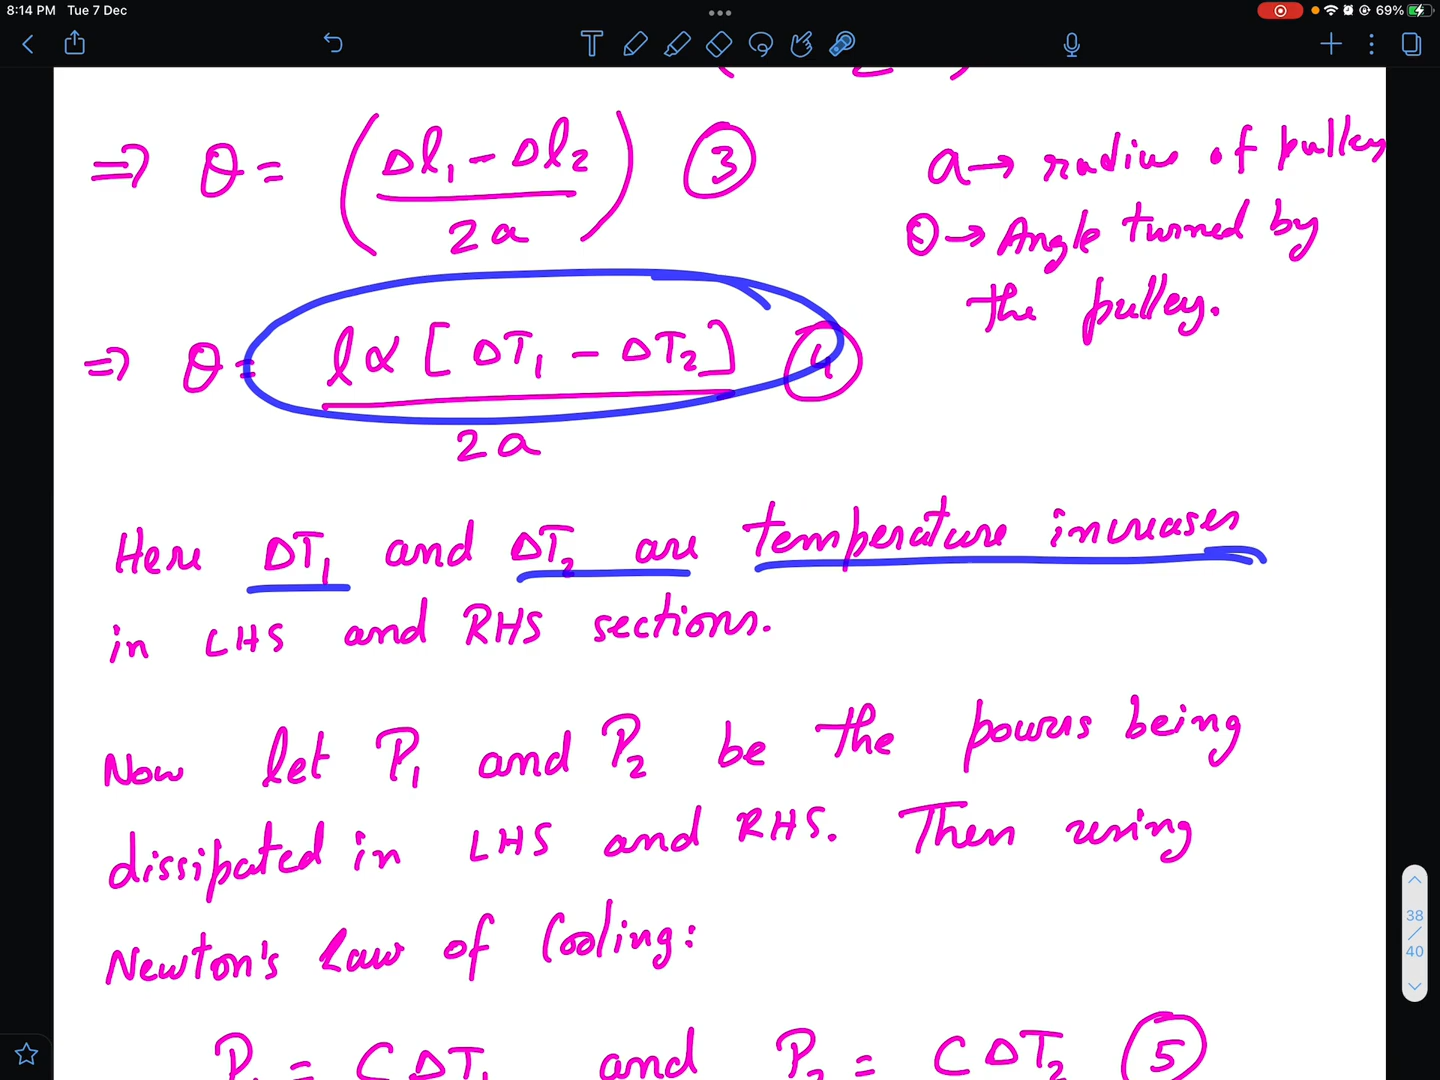 8:14 PM Tue 7 Dec
69%
⇒ θ = (Δl₁ - Δl₂ / 2a) ③
a → radius of pulley
θ → Angle turned by
the pulley.
⇒ θ = lα [ΔT₁ - ΔT₂] / 2a ④
Here ΔT₁ and ΔT₂ are temperature increases
in LHS and RHS sections.
Now let P₁ and P₂ be the powers being
dissipated in LHS and RHS. Then using
Newton's law of Cooling:
P₁ = CΔT₁ and P₂ = CΔT₂ ⑤
38
/
40